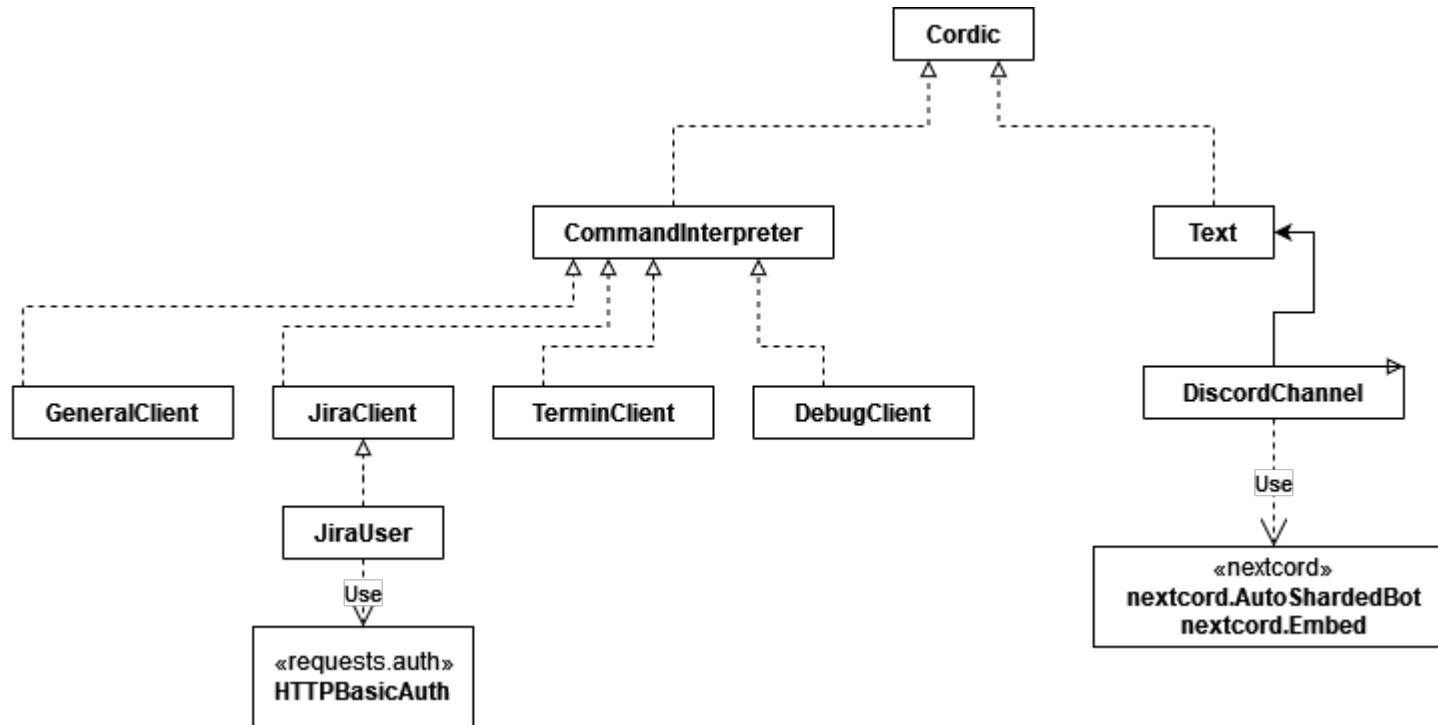 Cordic
CommandInterpreter
Text
GeneralClient
JiraClient
TerminClient
DebugClient
DiscordChannel
Use
JiraUser
Use
«nextcord»
nextcord.AutoShardedBot
nextcord.Embed
«requests.auth»
HTTPBasicAuth